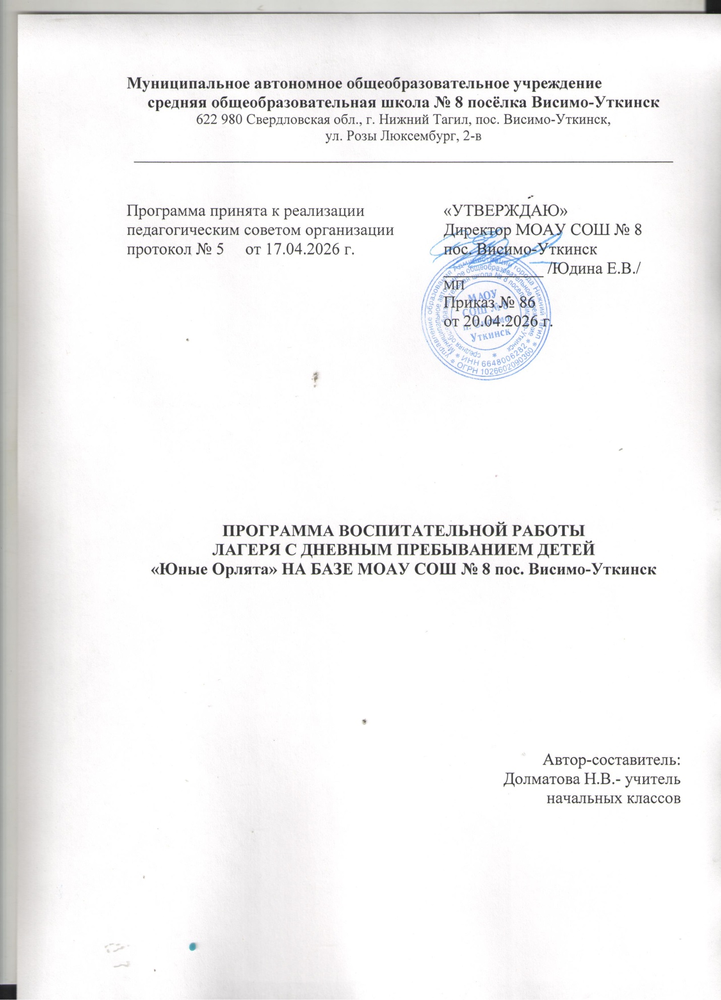 Муниципальное автономное общеобразовательное учреждение
средняя общеобразовательная школа № 8 посёлка Висимо-Уткинск
622 980 Свердловская обл., г. Нижний Тагил, пос. Висимо-Уткинск,
ул. Розы Люксембург, 2-в
Программа принята к реализации
педагогическим советом организации
протокол № 5 от 17.04.2026 г.
«УТВЕРЖДАЮ»
Директор МОАУ СОШ № 8
пос. Висимо-Уткинск
/Юдина Е.В./
МП
Приказ № 86
от 20.04.2026 г.
управление образования Администрации города Нижний Тагил * ОГРН 1026602090360 *
Муниципальное автономное общеобразовательное учреждение * ИНН 6648006282 *
средняя общеобразовательная школа № 8 поселка Висимо-Уткинск *
МАОУ
СОШ № 8
п. Висимо-
Уткинск
ПРОГРАММА ВОСПИТАТЕЛЬНОЙ РАБОТЫ
ЛАГЕРЯ С ДНЕВНЫМ ПРЕБЫВАНИЕМ ДЕТЕЙ
«Юные Орлята» НА БАЗЕ МОАУ СОШ № 8 пос. Висимо-Уткинск
Автор-составитель:
Долматова Н.В.- учитель
начальных классов